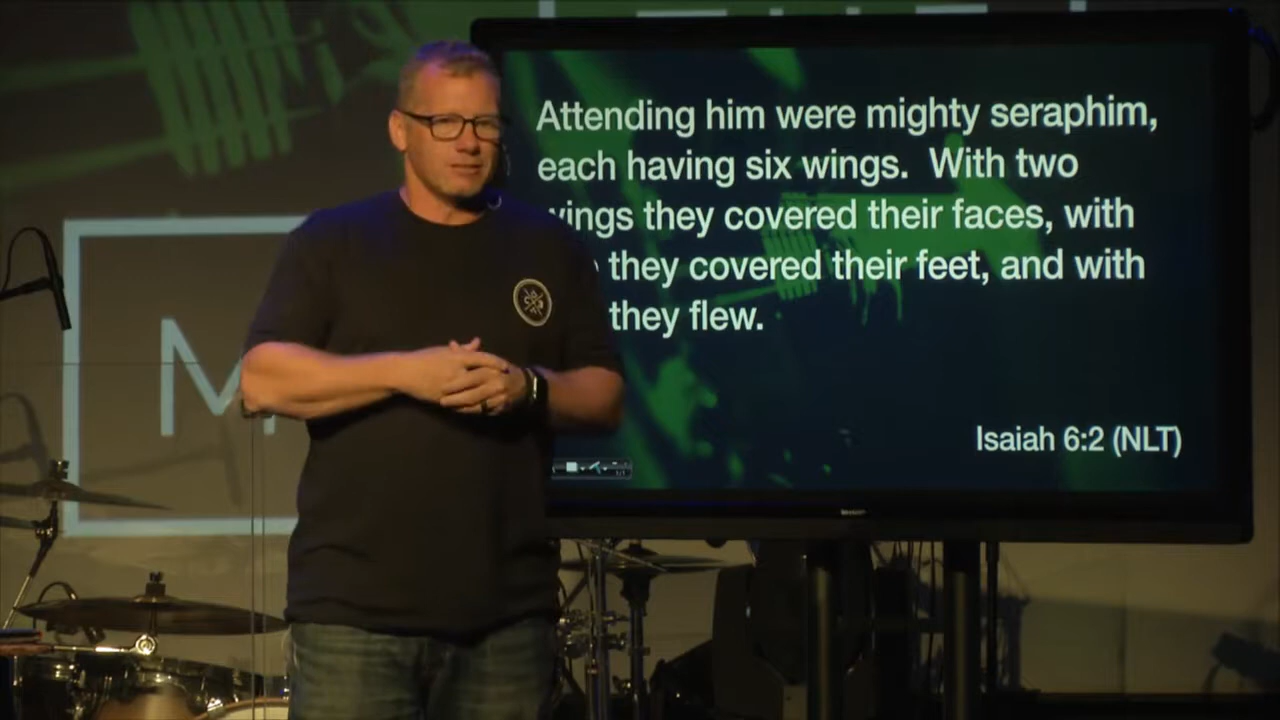 M
Attending him were mighty seraphim,
each having six wings. With two
wings they covered their faces, with
they covered their feet, and with
they flew.
Isaiah 6:2 (NLT)